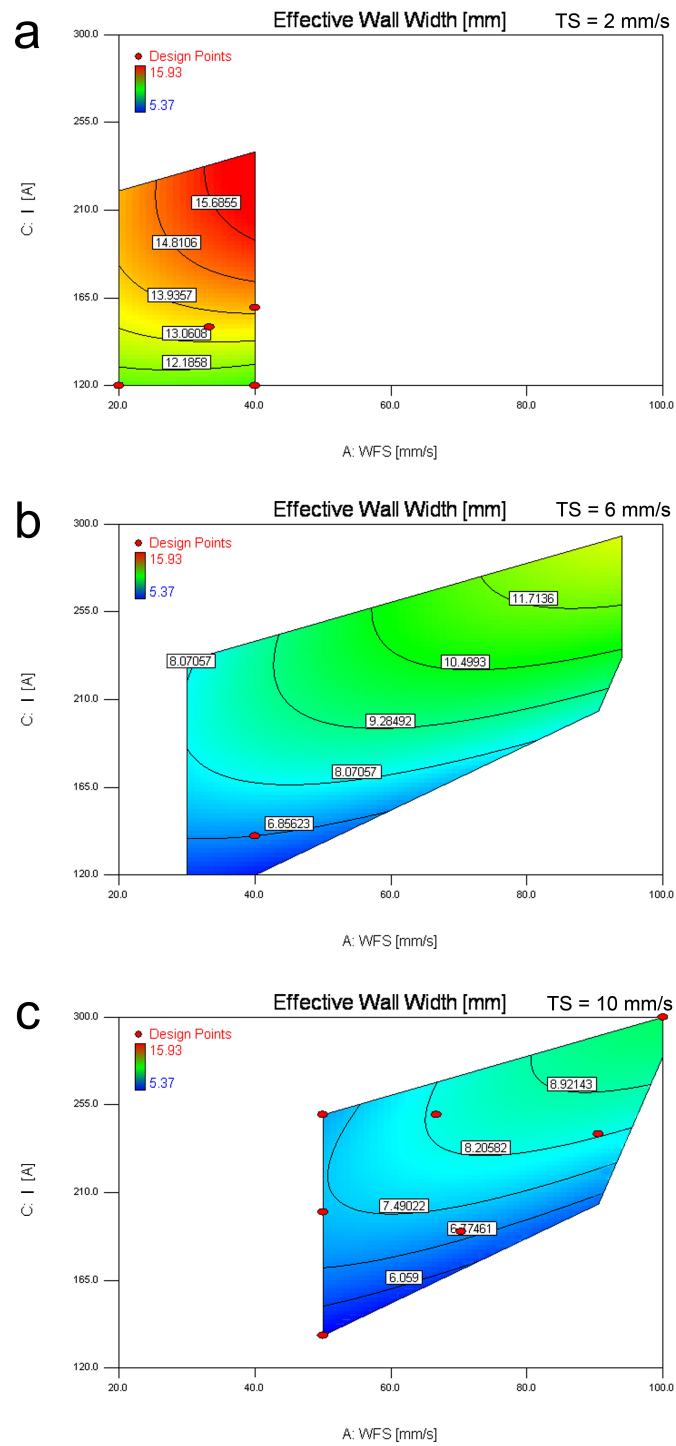 a
Effective Wall Width [mm] TS = 2 mm/s
300.0
Design Points
15.93
5.37
255.0
210.0
165.0
120.0
C: I [A]
15.6855
14.8106
13.9357
13.0608
12.1858
20.0 40.0 60.0 80.0 100.0
A: WFS [mm/s]
b
Effective Wall Width [mm] TS = 6 mm/s
300.0
Design Points
15.93
5.37
255.0
210.0
165.0
120.0
C: I [A]
11.7136
8.07057
10.4993
9.28492
8.07057
6.85623
20.0 40.0 60.0 80.0 100.0
A: WFS [mm/s]
c
Effective Wall Width [mm] TS = 10 mm/s
300.0
Design Points
15.93
5.37
255.0
210.0
165.0
120.0
C: I [A]
8.92143
8.20582
7.49022
6.77461
6.059
20.0 40.0 60.0 80.0 100.0
A: WFS [mm/s]